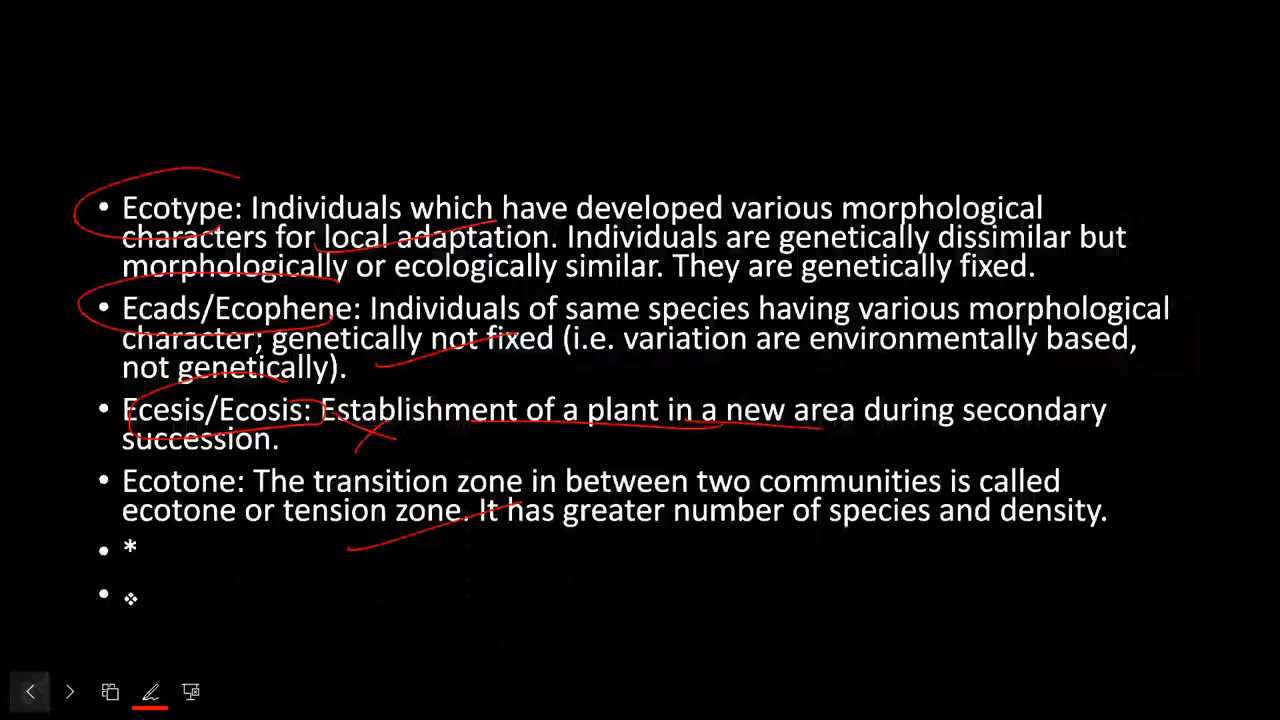 • Ecotype: Individuals which have developed various morphological
characters for local adaptation. Individuals are genetically dissimilar but
morphologically or ecologically similar. They are genetically fixed.
• Ecads/Ecophene: Individuals of same species having various morphological
character; genetically not fixed (i.e. variation are environmentally based,
not genetically).
• Ecesis/Ecosis: Establishment of a plant in a new area during secondary
succession.
• Ecotone: The transition zone in between two communities is called
ecotone or tension zone. It has greater number of species and density.
• *
• ❖